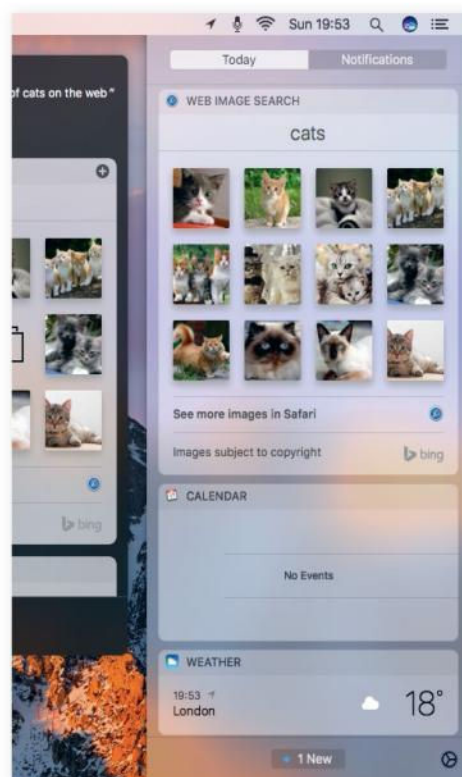 Sun 19:53
of cats on the web"
Today
Notifications
WEB IMAGE SEARCH
cats
See more images in Safari
Images subject to copyright
bing
bing
CALENDAR
No Events
WEATHER
19:53
London
18°
1 New